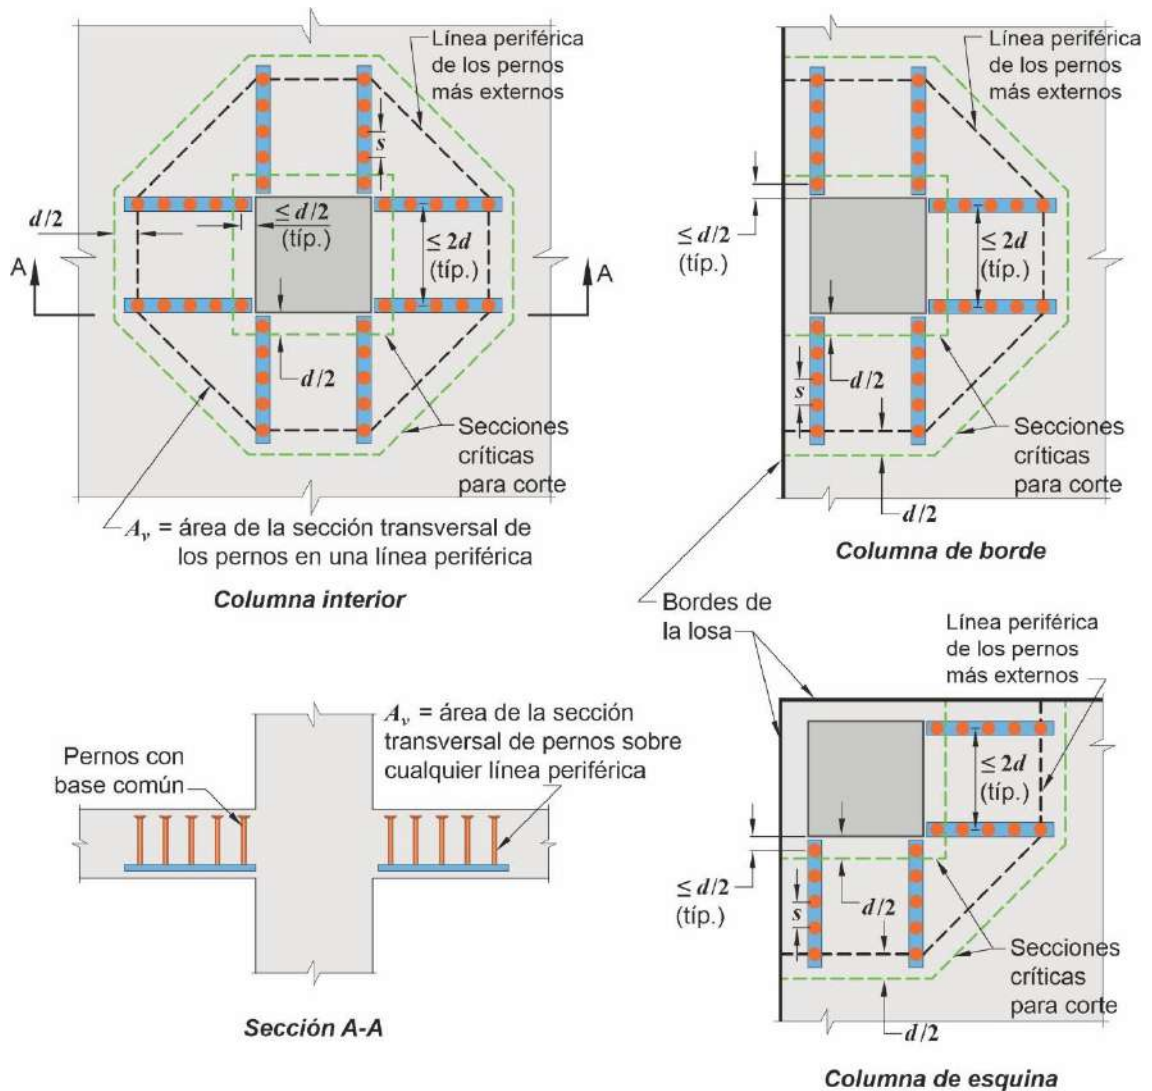 Línea periférica
de los pernos
más externos
s
d/2
≤ d/2
(típ.)
≤ 2d
(típ.)
A
A
d/2
Secciones
críticas
para corte
A_v = área de la sección transversal de
los pernos en una línea periférica
Columna interior
Línea periférica
de los pernos
más externos
≤ d/2
(típ.)
≤ 2d
(típ.)
d/2
s
Secciones
críticas
para corte
d/2
Columna de borde
Bordes de
la losa
Pernos con
base común
A_v = área de la sección
transversal de pernos sobre
cualquier línea periférica
Sección A-A
Línea periférica
de los pernos
más externos
≤ 2d
(típ.)
≤ d/2
(típ.)
s
d/2
Secciones
críticas
para corte
d/2
Columna de esquina